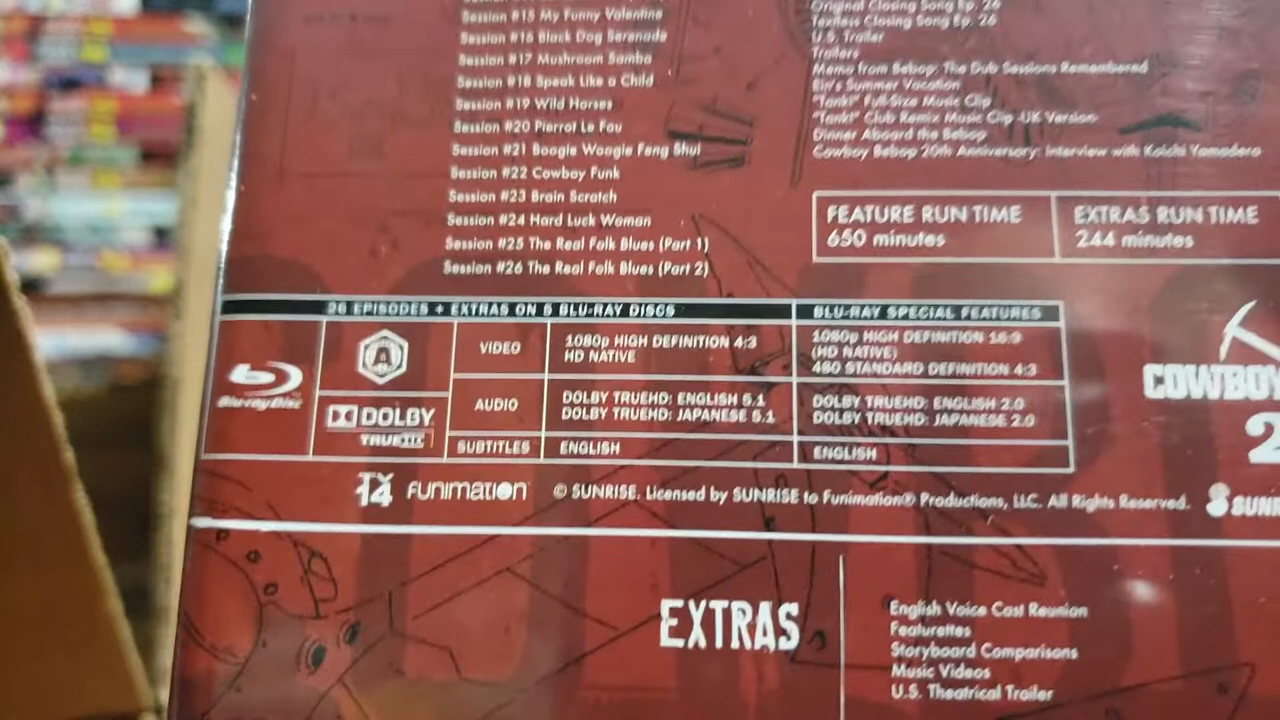 Session #15 My Funny Valentine
Session #16 Black Dog Serenade
Session #17 Mushroom Samba
Session #18 Speak Like a Child
Session #19 Wild Horses
Session #20 Pierrot Le Fou
Session #21 Boogie Woogie Feng Shui
Session #22 Cowboy Funk
Session #23 Brain Scratch
Session #24 Hard Luck Woman
Session #25 The Real Folk Blues (Part 1)
Session #26 The Real Folk Blues (Part 2)
Original Closing Song Ep. 26
Textless Closing Song Ep. 26
U.S. Trailer
Trailers
Memo from Bebop: The Dub Sessions Remembered
Ein's Summer Vacation
"Tank!" Full-Size Music Clip
"Tank!" Club Remix Music Clip -UK Version-
Dinner Aboard the Bebop
Cowboy Bebop 20th Anniversary: Interview with Koichi Yamadera
FEATURE RUN TIME
650 minutes
EXTRAS RUN TIME
244 minutes
26 EPISODES + EXTRAS ON 5 BLU-RAY DISCS
BLU-RAY SPECIAL FEATURES
Blu-ray Disc
A
DOLBY
TRUEHD
VIDEO
1080p HIGH DEFINITION 4:3
HD NATIVE
1080p HIGH DEFINITION 16:9
(HD NATIVE)
480 STANDARD DEFINITION 4:3
AUDIO
DOLBY TRUEHD: ENGLISH 5.1
DOLBY TRUEHD: JAPANESE 5.1
DOLBY TRUEHD: ENGLISH 2.0
DOLBY TRUEHD: JAPANESE 2.0
SUBTITLES
ENGLISH
ENGLISH
COWBOY
2
TV
14
FUNIMATION
© SUNRISE. Licensed by SUNRISE to Funimation® Productions, LLC. All Rights Reserved.
SUNR
EXTRAS
English Voice Cast Reunion
Featurettes
Storyboard Comparisons
Music Videos
U.S. Theatrical Trailer